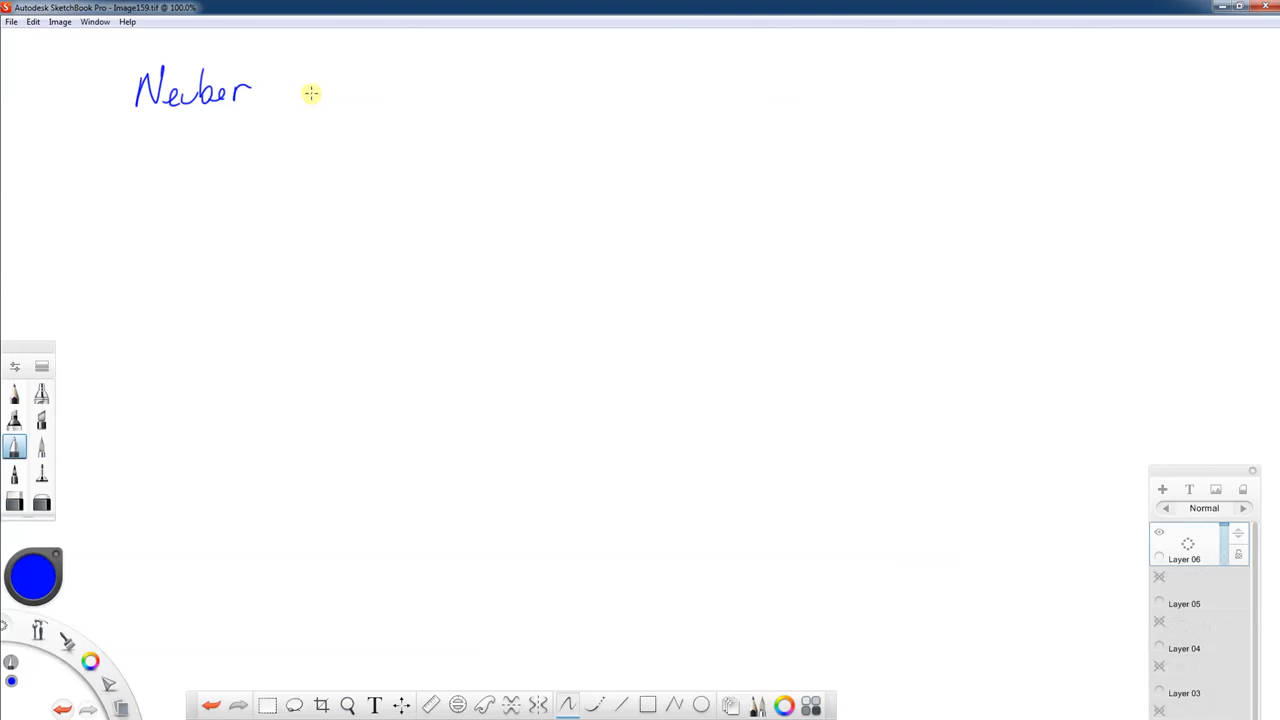 Autodesk SketchBook Pro - Image159.tif @ 100.0%
File Edit Image Window Help
Neuber
Normal
Layer 06
Layer 05
Layer 04
Layer 03
T
T